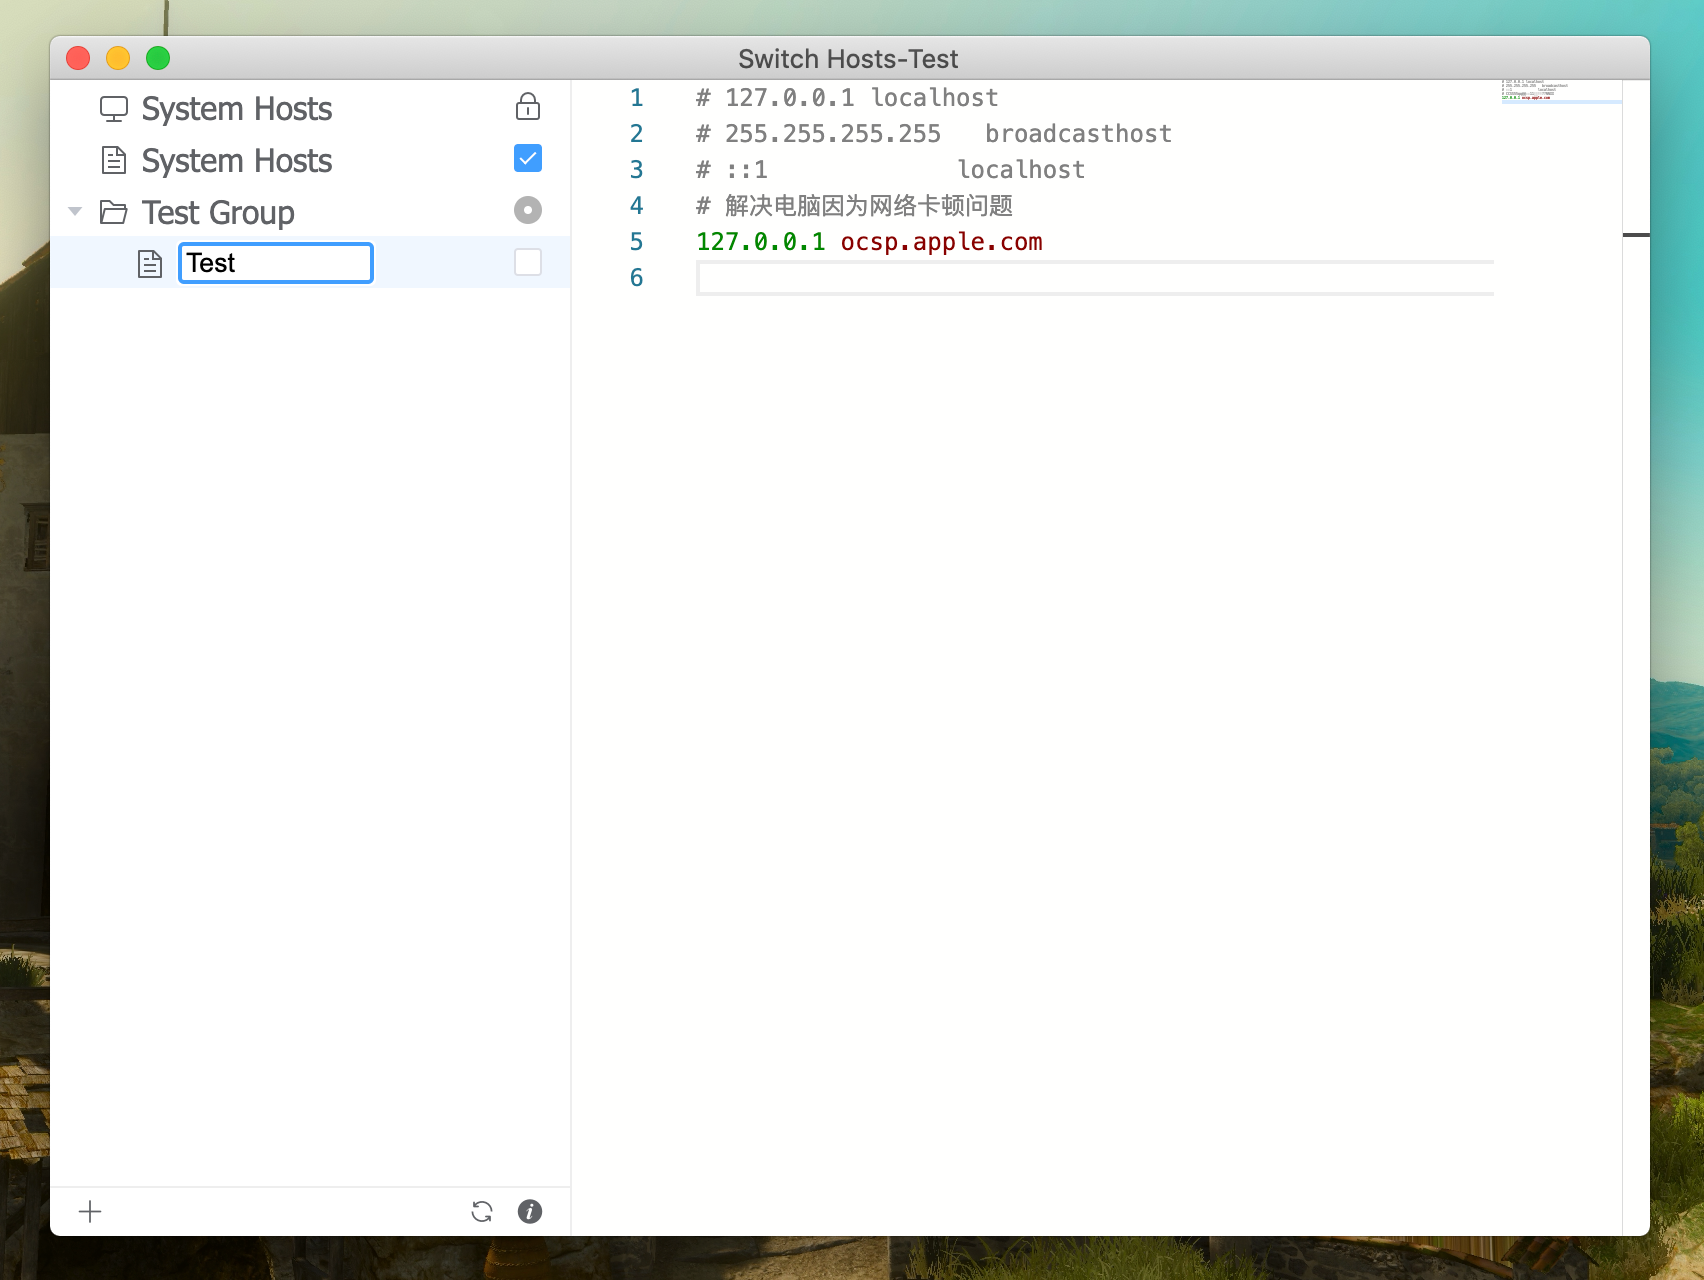 Switch Hosts-Test
System Hosts
System Hosts
Test Group
Test
1 # 127.0.0.1 localhost
2 # 255.255.255.255 broadcasthost
3 # ::1 localhost
4 # 解决电脑因为网络卡顿问题
5 127.0.0.1 ocsp.apple.com
6